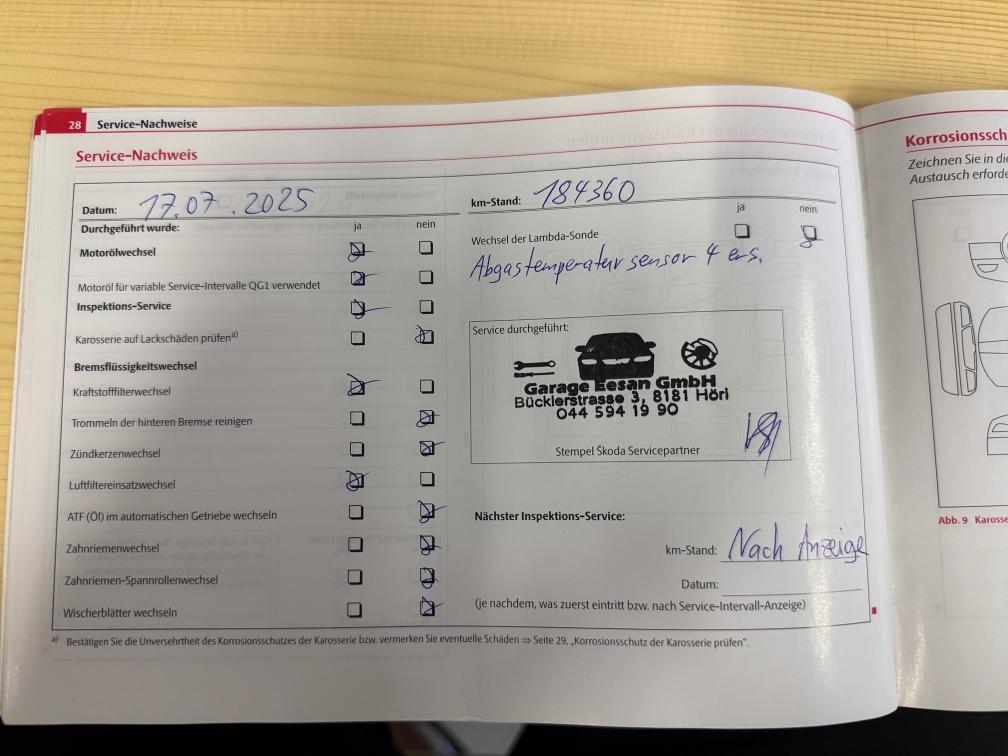 28 Service-Nachweise
Service-Nachweis
Datum: 17.07.2025
Durchgeführt wurde: ja nein
Motorölwechsel
Motoröl für variable Service-Intervalle QG1 verwendet
Inspektions-Service
Karosserie auf Lackschäden prüfen a)
Bremsflüssigkeitswechsel
Kraftstofffilterwechsel
Trommeln der hinteren Bremse reinigen
Zündkerzenwechsel
Luftfiltereinsatzwechsel
ATF (Öl) im automatischen Getriebe wechseln
Zahnriemenwechsel
Zahnriemen-Spannrollenwechsel
Wischerblätter wechseln
km-Stand: 184360
ja nein
Wechsel der Lambda-Sonde
Abgastemperatur sensor 4 ers.
Service durchgeführt:
Garage Eesan GmbH
Bücklerstrasse 3, 8181 Höri
044 594 19 90
Stempel Škoda Servicepartner
Nächster Inspektions-Service:
km-Stand: Nach Anzeige
Datum:
(je nachdem, was zuerst eintritt bzw. nach Service-Intervall-Anzeige)
a) Bestätigen Sie die Unversehrtheit des Korrosionsschutzes der Karosserie bzw. vermerken Sie eventuelle Schäden ⇒ Seite 29, „Korrosionsschutz der Karosserie prüfen“.
Korrosionssch
Zeichnen Sie in die
Austausch erforde
Abb. 9 Karosse